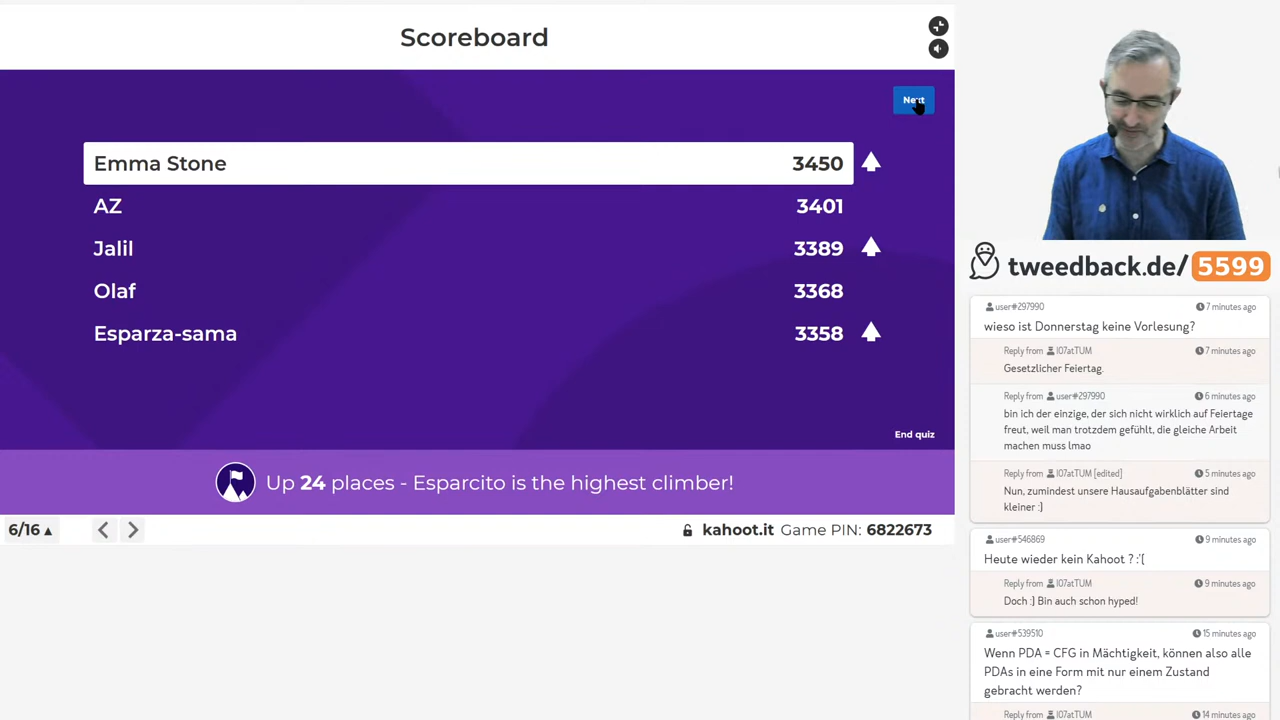 Scoreboard
Next
Emma Stone 3450
AZ 3401
Jalil 3389
Olaf 3368
Esparza-sama 3358
End quiz
Up 24 places - Esparcito is the highest climber!
6/16
kahoot.it Game PIN: 6822673
tweedback.de/ 5599
user#297990 7 minutes ago
wieso ist Donnerstag keine Vorlesung?
Reply from I07atTUM 7 minutes ago
Gesetzlicher Feiertag.
Reply from user#297990 6 minutes ago
bin ich der einzige, der sich nicht wirklich auf Feiertage
freut, weil man trotzdem gefühlt, die gleiche Arbeit
machen muss lmao
Reply from I07atTUM [edited] 5 minutes ago
Nun, zumindest unsere Hausaufgabenblätter sind
kleiner :)
user#546869 9 minutes ago
Heute wieder kein Kahoot ? :'[
Reply from I07atTUM 9 minutes ago
Doch :) Bin auch schon hyped!
user#539510 15 minutes ago
Wenn PDA = CFG in Mächtigkeit, können also alle
PDAs in eine Form mit nur einem Zustand
gebracht werden?
Reply from I07atTUM 14 minutes ago